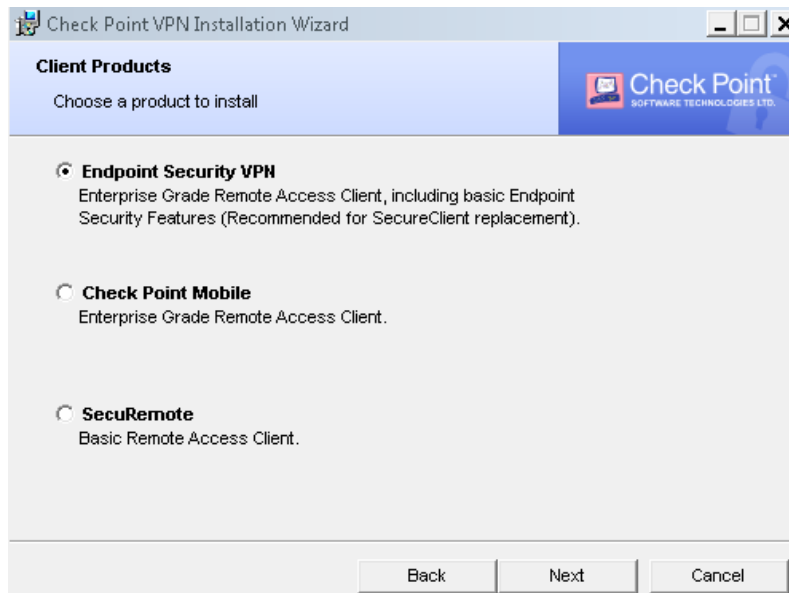 Check Point VPN Installation Wizard
Client Products
Choose a product to install
Check Point™
SOFTWARE TECHNOLOGIES LTD.
Endpoint Security VPN
Enterprise Grade Remote Access Client, including basic Endpoint
Security Features (Recommended for SecureClient replacement).
Check Point Mobile
Enterprise Grade Remote Access Client.
SecuRemote
Basic Remote Access Client.
Back Next Cancel